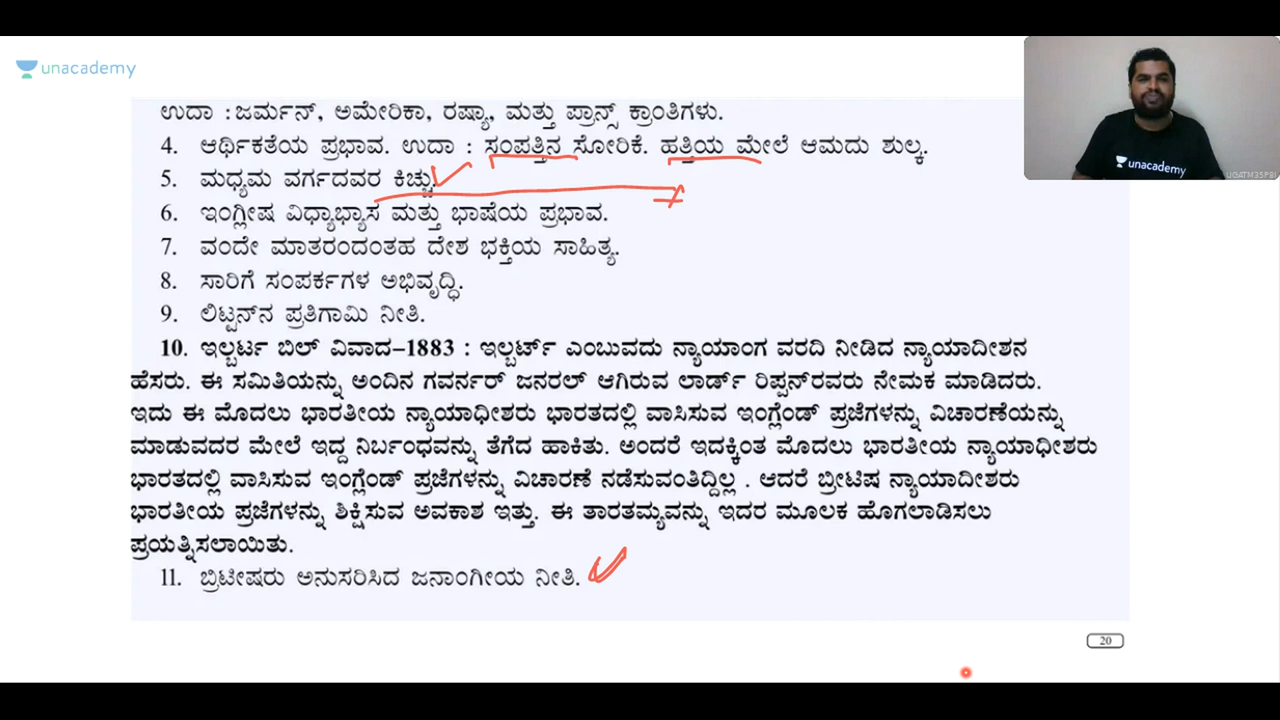 unacademy
ಉದಾ : ಜರ್ಮನ್, ಅಮೇರಿಕಾ, ರಷ್ಯಾ, ಮತ್ತು ಪ್ರಾನ್ಸ್ ಕ್ರಾಂತಿಗಳು.
4. ಆರ್ಥಿಕತೆಯ ಪ್ರಭಾವ. ಉದಾ : ಸಂಪತ್ತಿನ ಸೋರಿಕೆ. ಹತ್ತಿಯ ಮೇಲೆ ಆಮದು ಶುಲ್ಕ.
5. ಮಧ್ಯಮ ವರ್ಗದವರ ಕಿಚ್ಚು.
6. ಇಂಗ್ಲೀಷ ವಿಧ್ಯಾಭ್ಯಾಸ ಮತ್ತು ಭಾಷೆಯ ಪ್ರಭಾವ.
7. ವಂದೇ ಮಾತರಂದಂತಹ ದೇಶ ಭಕ್ತಿಯ ಸಾಹಿತ್ಯ.
8. ಸಾರಿಗೆ ಸಂಪರ್ಕಗಳ ಅಭಿವೃದ್ಧಿ.
9. ಲಿಟ್ಟನ್‌ನ ಪ್ರತಿಗಾಮಿ ನೀತಿ.
10. ಇಲ್ಬರ್ಟ ಬಿಲ್ ವಿವಾದ–1883 : ಇಲ್ಬರ್ಟ್ ಎಂಬುವದು ನ್ಯಾಯಾಂಗ ವರದಿ ನೀಡಿದ ನ್ಯಾಯಾದೀಶನ
ಹೆಸರು. ಈ ಸಮಿತಿಯನ್ನು ಅಂದಿನ ಗವರ್ನರ್ ಜನರಲ್ ಆಗಿರುವ ಲಾರ್ಡ್ ರಿಪ್ಪನ್‌ರವರು ನೇಮಕ ಮಾಡಿದರು.
ಇದು ಈ ಮೊದಲು ಭಾರತೀಯ ನ್ಯಾಯಾಧೀಶರು ಭಾರತದಲ್ಲಿ ವಾಸಿಸುವ ಇಂಗ್ಲೆಂಡ್ ಪ್ರಜೆಗಳನ್ನು ವಿಚಾರಣೆಯನ್ನು
ಮಾಡುವದರ ಮೇಲೆ ಇದ್ದ ನಿರ್ಬಂಧವನ್ನು ತೆಗೆದ ಹಾಕಿತು. ಅಂದರೆ ಇದಕ್ಕಿಂತ ಮೊದಲು ಭಾರತೀಯ ನ್ಯಾಯಾಧೀಶರು
ಭಾರತದಲ್ಲಿ ವಾಸಿಸುವ ಇಂಗ್ಲೆಂಡ್ ಪ್ರಜೆಗಳನ್ನು ವಿಚಾರಣೆ ನಡೆಸುವಂತಿದ್ದಿಲ್ಲ . ಆದರೆ ಬ್ರೀಟಿಷ ನ್ಯಾಯಾದೀಶರು
ಭಾರತೀಯ ಪ್ರಜೆಗಳನ್ನು ಶಿಕ್ಷಿಸುವ ಅವಕಾಶ ಇತ್ತು. ಈ ತಾರತಮ್ಯವನ್ನು ಇದರ ಮೂಲಕ ಹೊಗಲಾಡಿಸಲು
ಪ್ರಯತ್ನಿಸಲಾಯಿತು.
11. ಬ್ರಿಟೀಷರು ಅನುಸರಿಸಿದ ಜನಾಂಗೀಯ ನೀತಿ.
20
unacademy